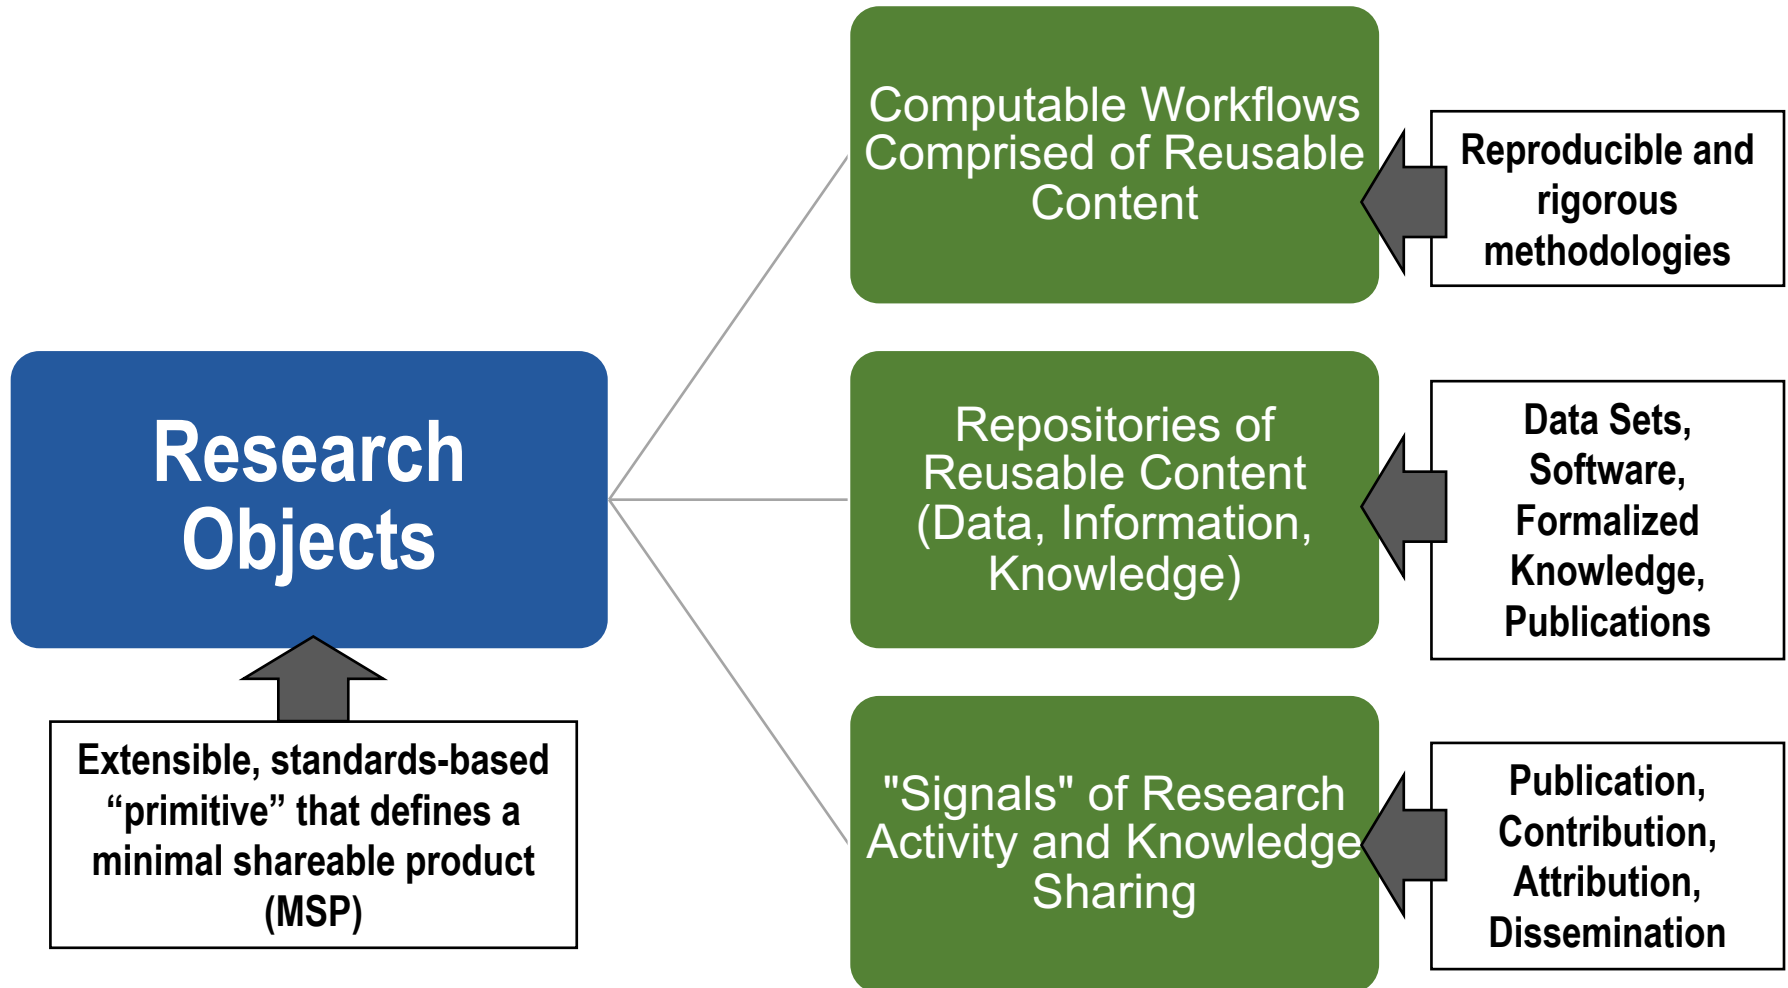 Research
Objects
Extensible, standards-based
“primitive” that defines a
minimal shareable product
(MSP)
Computable Workflows
Comprised of Reusable
Content
Reproducible and
rigorous
methodologies
Repositories of
Reusable Content
(Data, Information,
Knowledge)
Data Sets,
Software,
Formalized
Knowledge,
Publications
"Signals" of Research
Activity and Knowledge
Sharing
Publication,
Contribution,
Attribution,
Dissemination